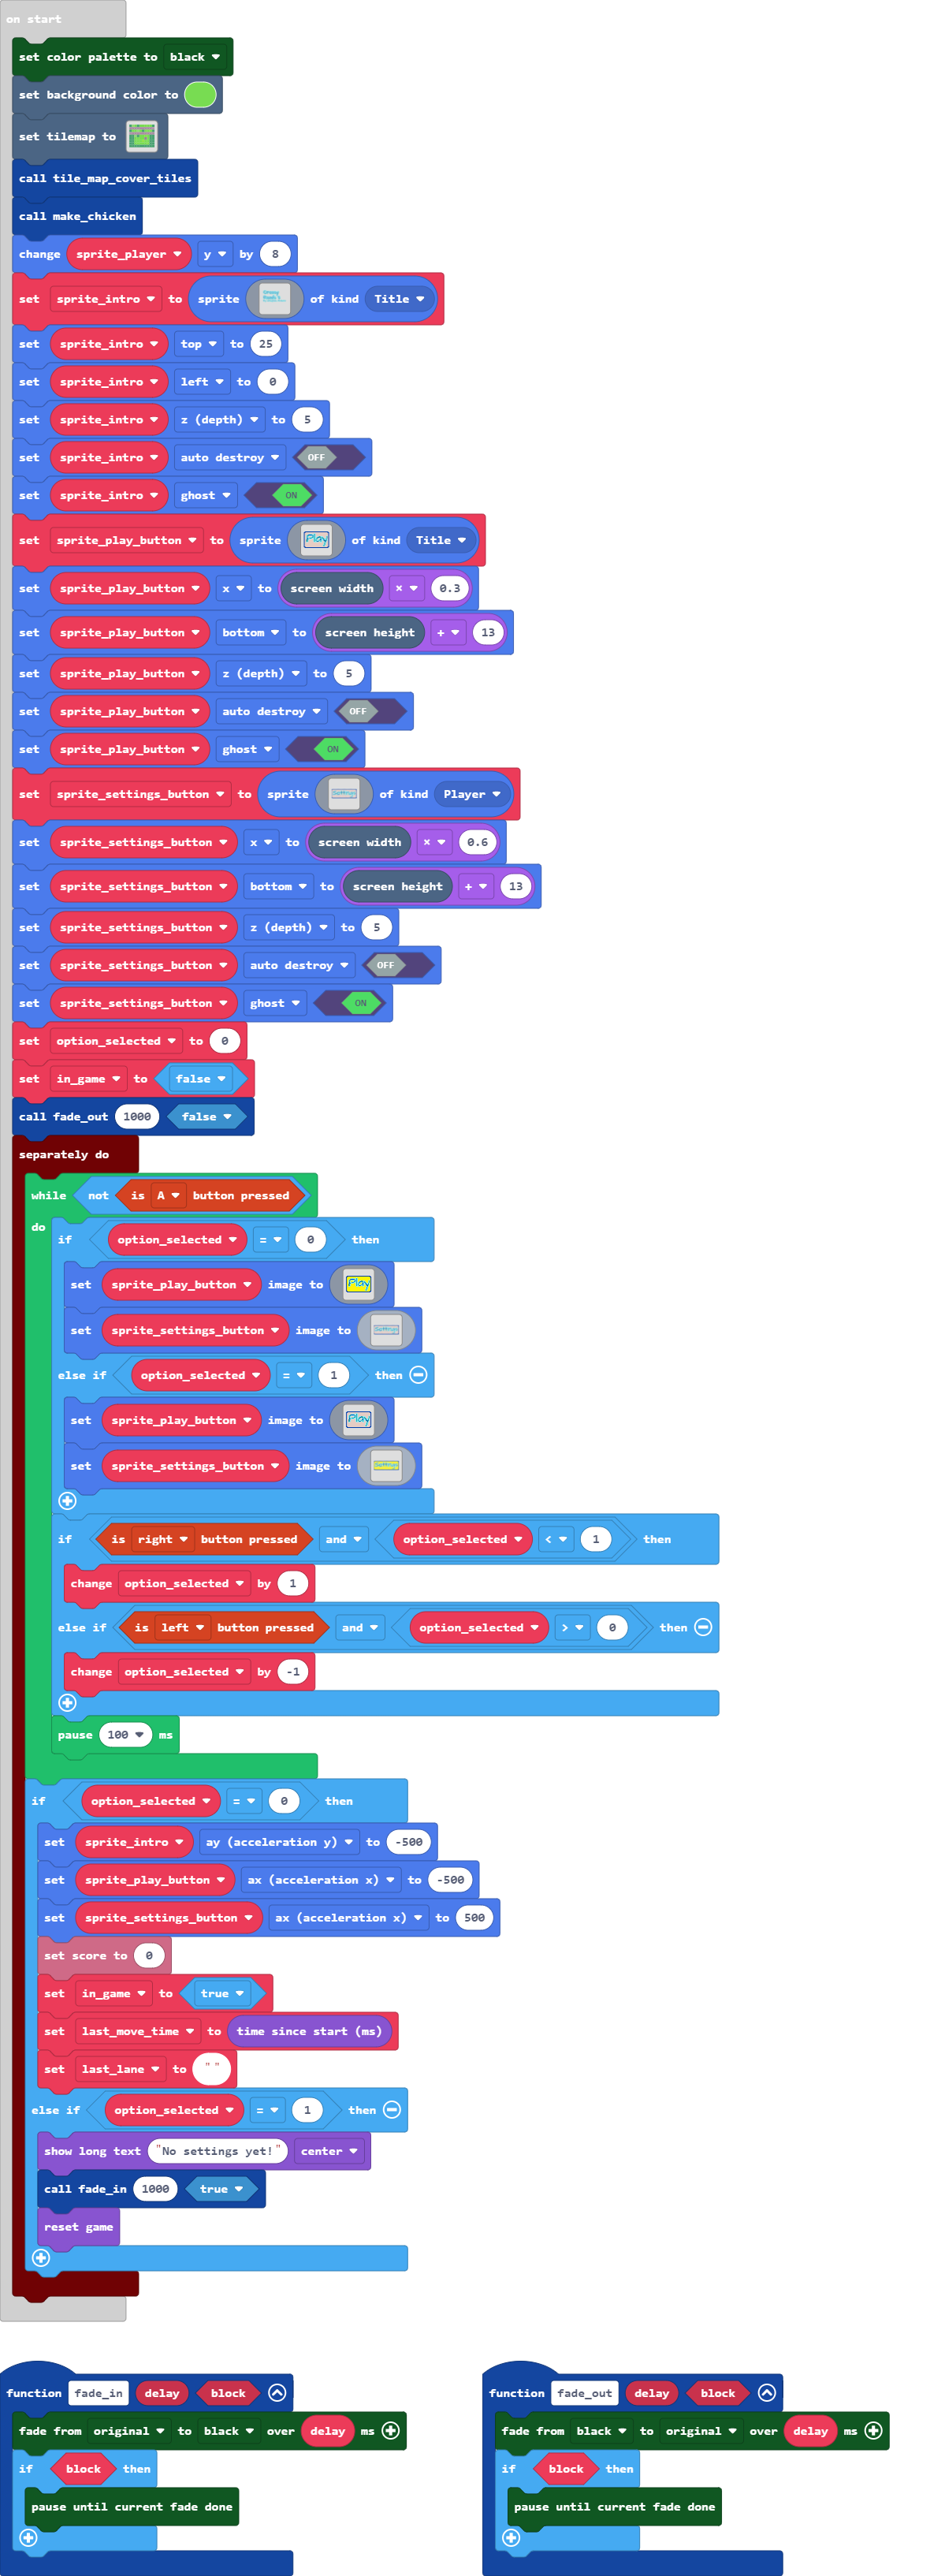 on start
set color palette to black
set background color to
set tilemap to
call tile_map_cover_tiles
call make_chicken
change sprite_player y by 8
set sprite_intro to sprite of kind Title
set sprite_intro top to 25
set sprite_intro left to 0
set sprite_intro z (depth) to 5
set sprite_intro auto destroy OFF
set sprite_intro ghost ON
set sprite_play_button to sprite Play of kind Title
set sprite_play_button x to screen width × 0.3
set sprite_play_button bottom to screen height + 13
set sprite_play_button z (depth) to 5
set sprite_play_button auto destroy OFF
set sprite_play_button ghost ON
set sprite_settings_button to sprite Settings of kind Player
set sprite_settings_button x to screen width × 0.6
set sprite_settings_button bottom to screen height + 13
set sprite_settings_button z (depth) to 5
set sprite_settings_button auto destroy OFF
set sprite_settings_button ghost ON
set option_selected to 0
set in_game to false
call fade_out 1000 false
separately do
while not is A button pressed
do
if option_selected = 0 then
set sprite_play_button image to Play
set sprite_settings_button image to Settings
else if option_selected = 1 then
set sprite_play_button image to Play
set sprite_settings_button image to Settings
if is right button pressed and option_selected < 1 then
change option_selected by 1
else if is left button pressed and option_selected > 0 then
change option_selected by -1
pause 100 ms
if option_selected = 0 then
set sprite_intro ay (acceleration y) to -500
set sprite_play_button ax (acceleration x) to -500
set sprite_settings_button ax (acceleration x) to 500
set score to 0
set in_game to true
set last_move_time to time since start (ms)
set last_lane to " "
else if option_selected = 1 then
show long text "No settings yet!" center
call fade_in 1000 true
reset game
function fade_in delay block
fade from original to black over delay ms
if block then
pause until current fade done
function fade_out delay block
fade from black to original over delay ms
if block then
pause until current fade done